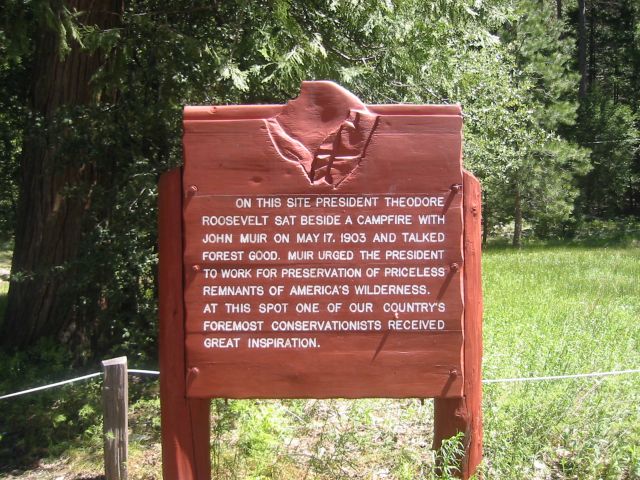 ON THIS SITE PRESIDENT THEODORE
ROOSEVELT SAT BESIDE A CAMPFIRE WITH
JOHN MUIR ON MAY 17, 1903 AND TALKED
FOREST GOOD. MUIR URGED THE PRESIDENT
TO WORK FOR PRESERVATION OF PRICELESS
REMNANTS OF AMERICA'S WILDERNESS.
AT THIS SPOT ONE OF OUR COUNTRY'S
FOREMOST CONSERVATIONISTS RECEIVED
GREAT INSPIRATION.